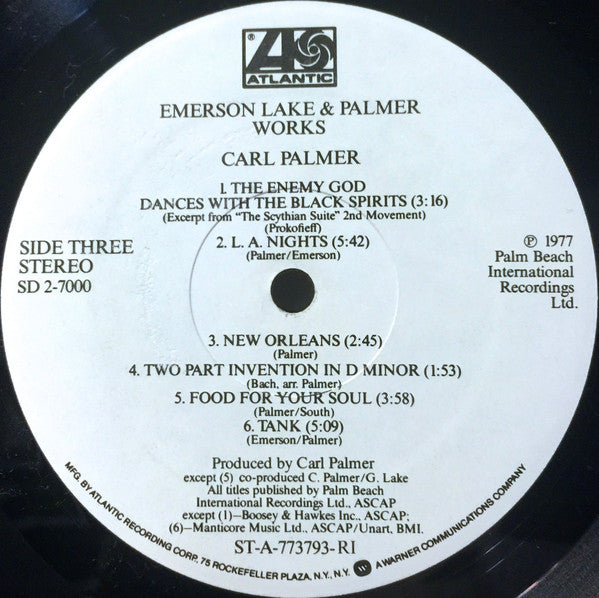 ®
ATLANTIC
EMERSON LAKE & PALMER
WORKS
CARL PALMER
1. THE ENEMY GOD
DANCES WITH THE BLACK SPIRITS (3:16)
(Excerpt from "The Scythian Suite" 2nd Movement)
(Prokofieff)
2. L. A. NIGHTS (5:42)
(Palmer/Emerson)
SIDE THREE
STEREO
SD 2-7000
℗ 1977
Palm Beach
International
Recordings
Ltd.
3. NEW ORLEANS (2:45)
(Palmer)
4. TWO PART INVENTION IN D MINOR (1:53)
(Bach, arr. Palmer)
5. FOOD FOR YOUR SOUL (3:58)
(Palmer/South)
6. TANK (5:09)
(Emerson/Palmer)
Produced by Carl Palmer
except (5) co-produced C. Palmer/G. Lake
All titles published by Palm Beach
International Recordings Ltd., ASCAP
except (1)—Boosey & Hawkes Inc., ASCAP;
(6)—Manticore Music Ltd., ASCAP/Unart, BMI.
ST-A-773793-RI
MFG. BY ATLANTIC RECORDING CORP. 75 ROCKEFELLER PLAZA, N.Y., N.Y. A WARNER COMMUNICATIONS COMPANY